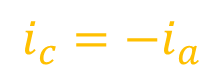 i_c = −i_a